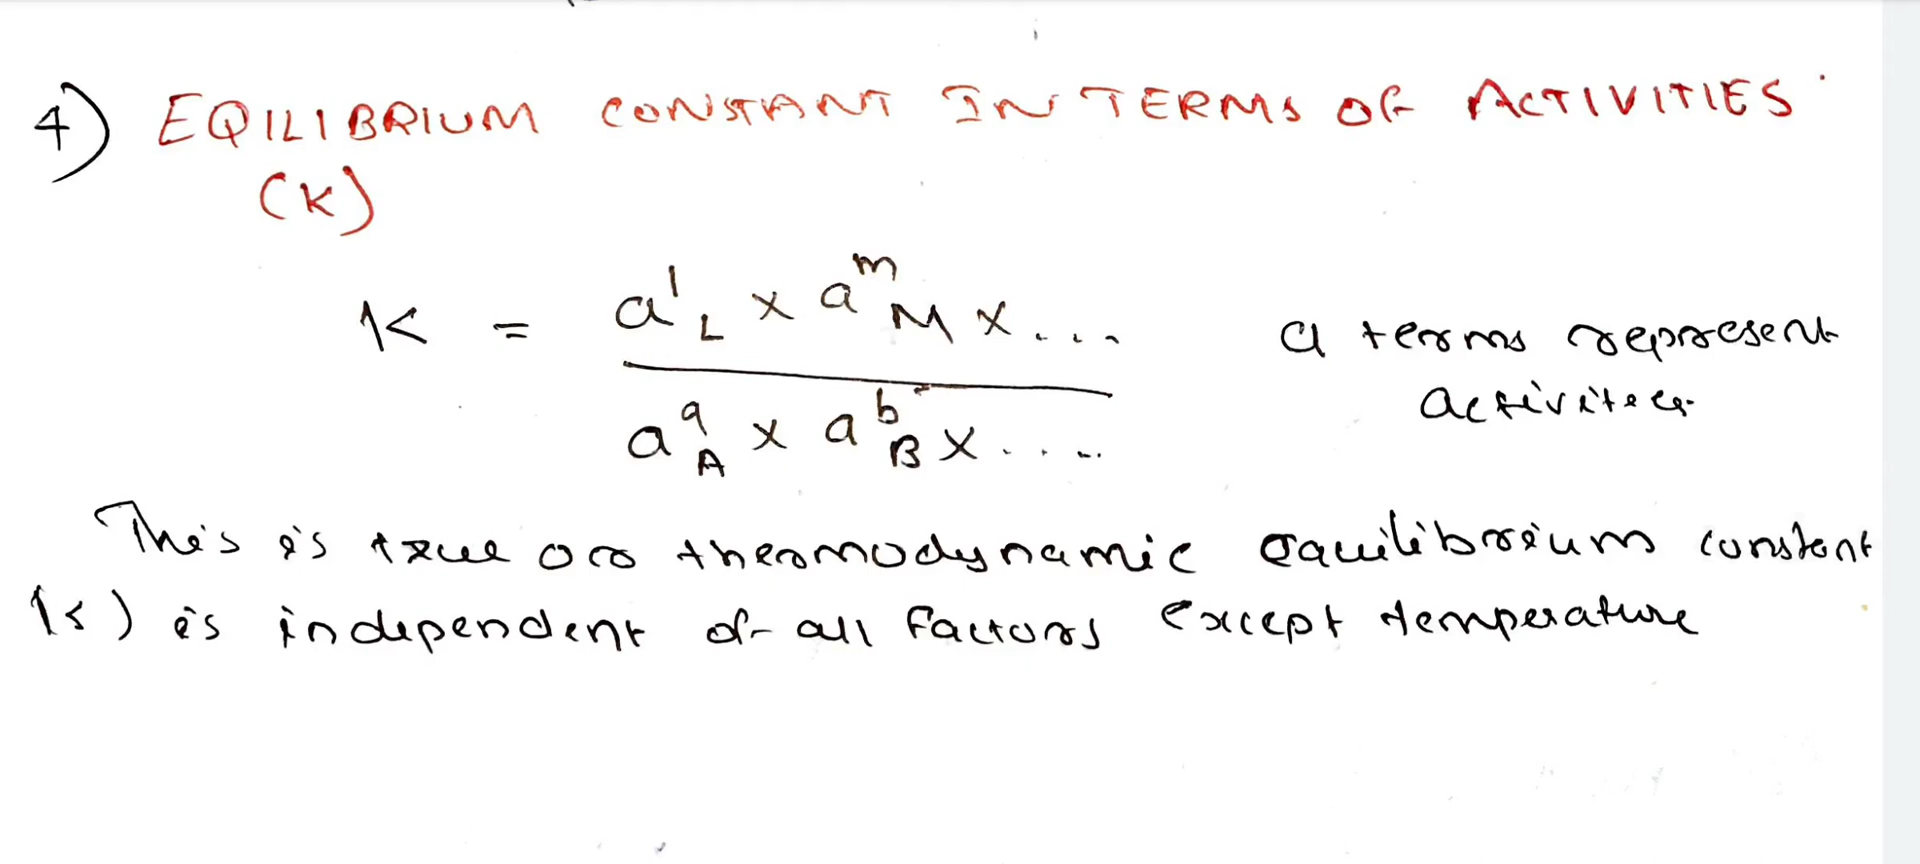 4) EQILIBRIUM CONSTANT IN TERMS OF ACTIVITIES
(K)
K = a^l_L × a^m_M × ... / a^a_A × a^b_B × ..... a terms represent
activities.
This is true or thermodynamic equilibrium constant
K) is independent of all factors except temperature